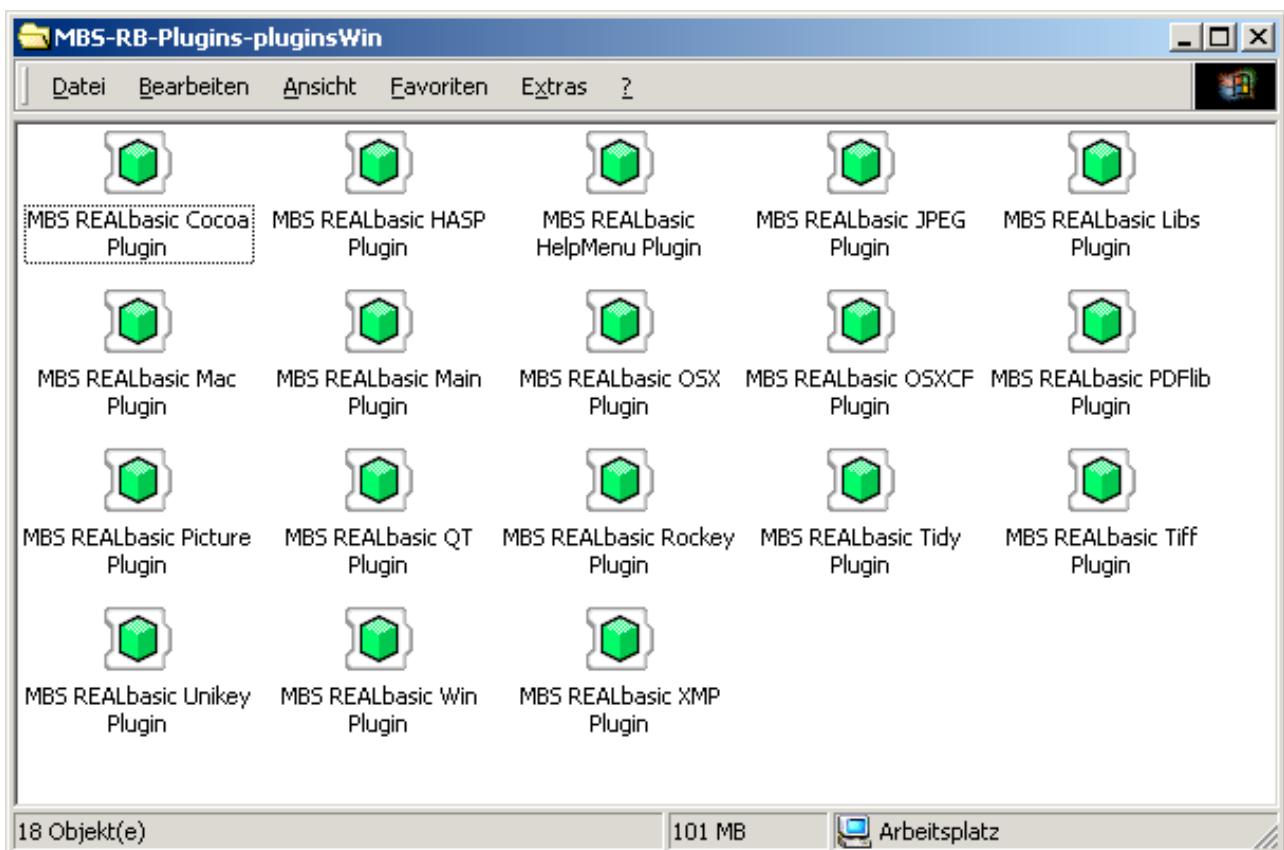 MBS-RB-Plugins-pluginsWin
Datei Bearbeiten Ansicht Favoriten Extras ?
MBS REALbasic Cocoa
Plugin
MBS REALbasic HASP
Plugin
MBS REALbasic
HelpMenu Plugin
MBS REALbasic JPEG
Plugin
MBS REALbasic Libs
Plugin
MBS REALbasic Mac
Plugin
MBS REALbasic Main
Plugin
MBS REALbasic OSX
Plugin
MBS REALbasic OSXCF
Plugin
MBS REALbasic PDFlib
Plugin
MBS REALbasic Picture
Plugin
MBS REALbasic QT
Plugin
MBS REALbasic Rockey
Plugin
MBS REALbasic Tidy
Plugin
MBS REALbasic Tiff
Plugin
MBS REALbasic Unikey
Plugin
MBS REALbasic Win
Plugin
MBS REALbasic XMP
Plugin
18 Objekt(e)
101 MB
Arbeitsplatz